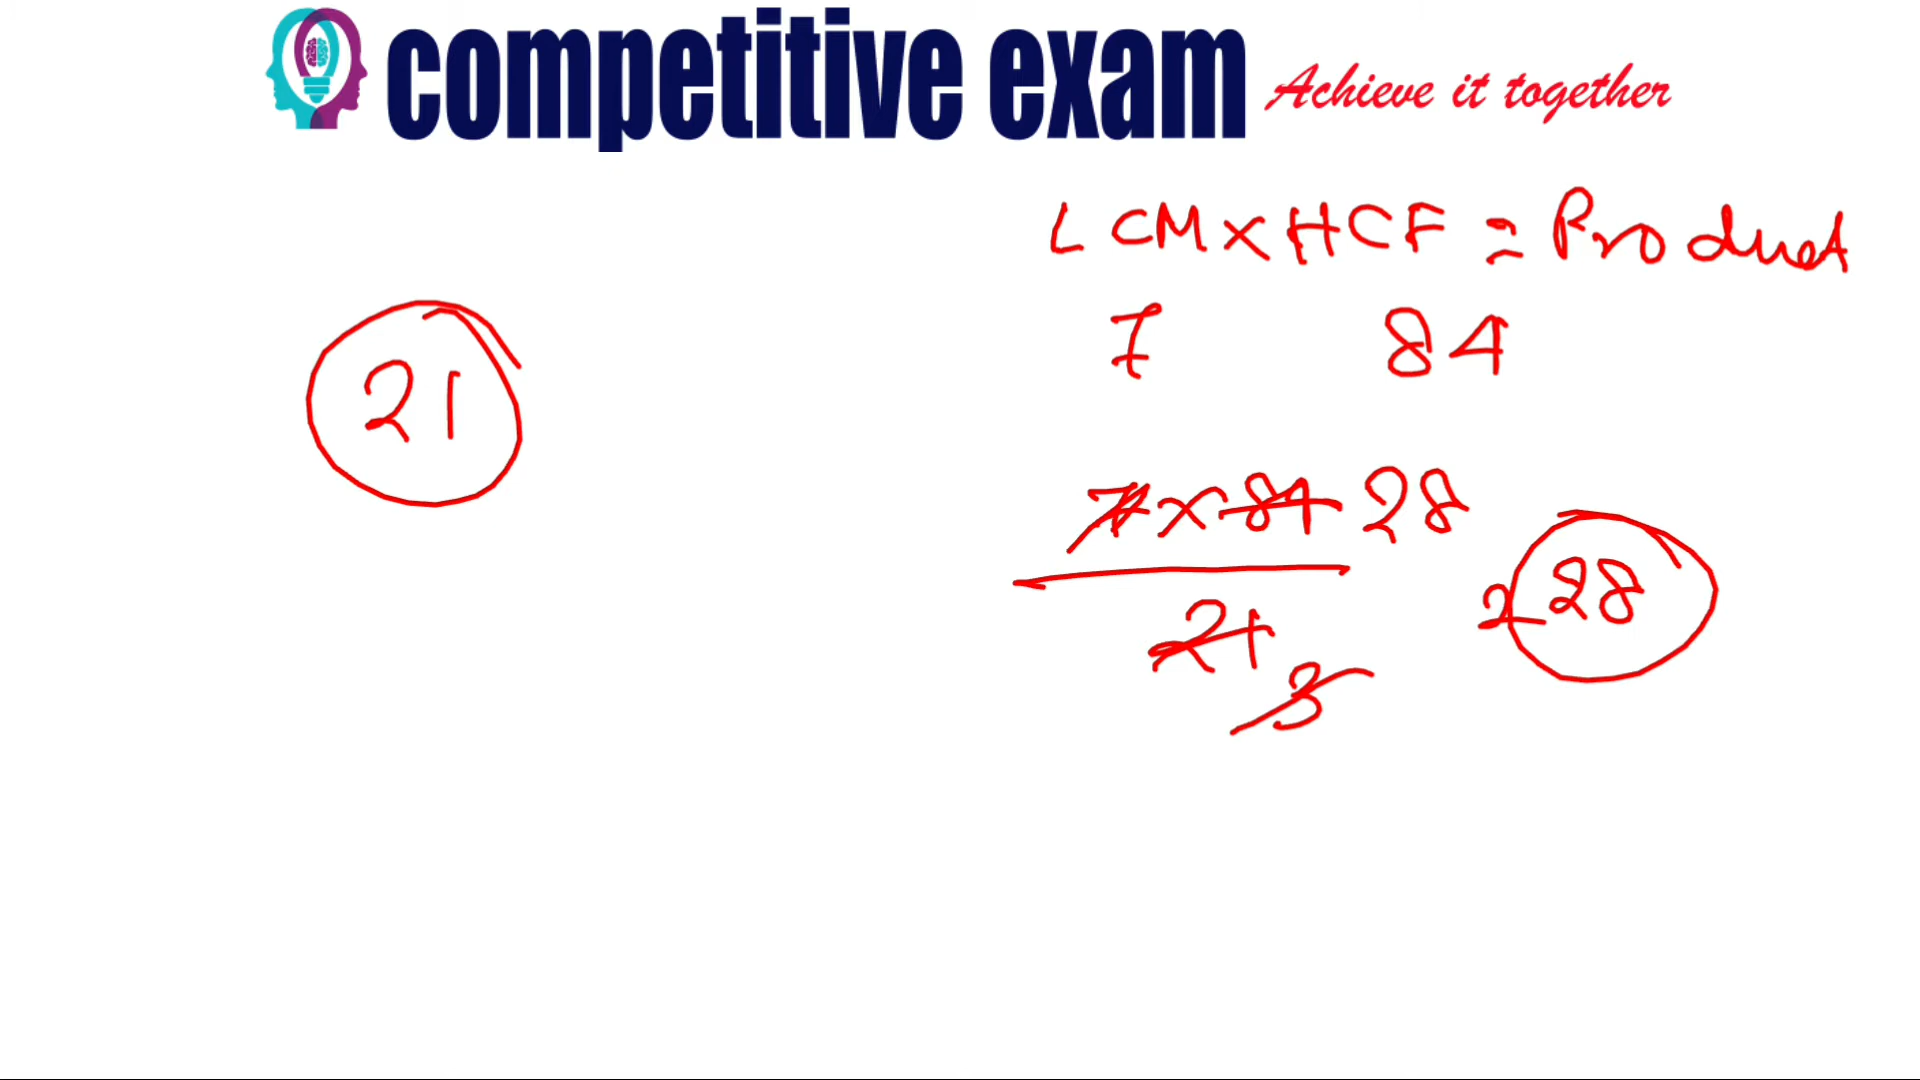 competitive exam Achieve it together
LCM x HCF = Product
7 84
21
7 x 84 28
21
3
= 28